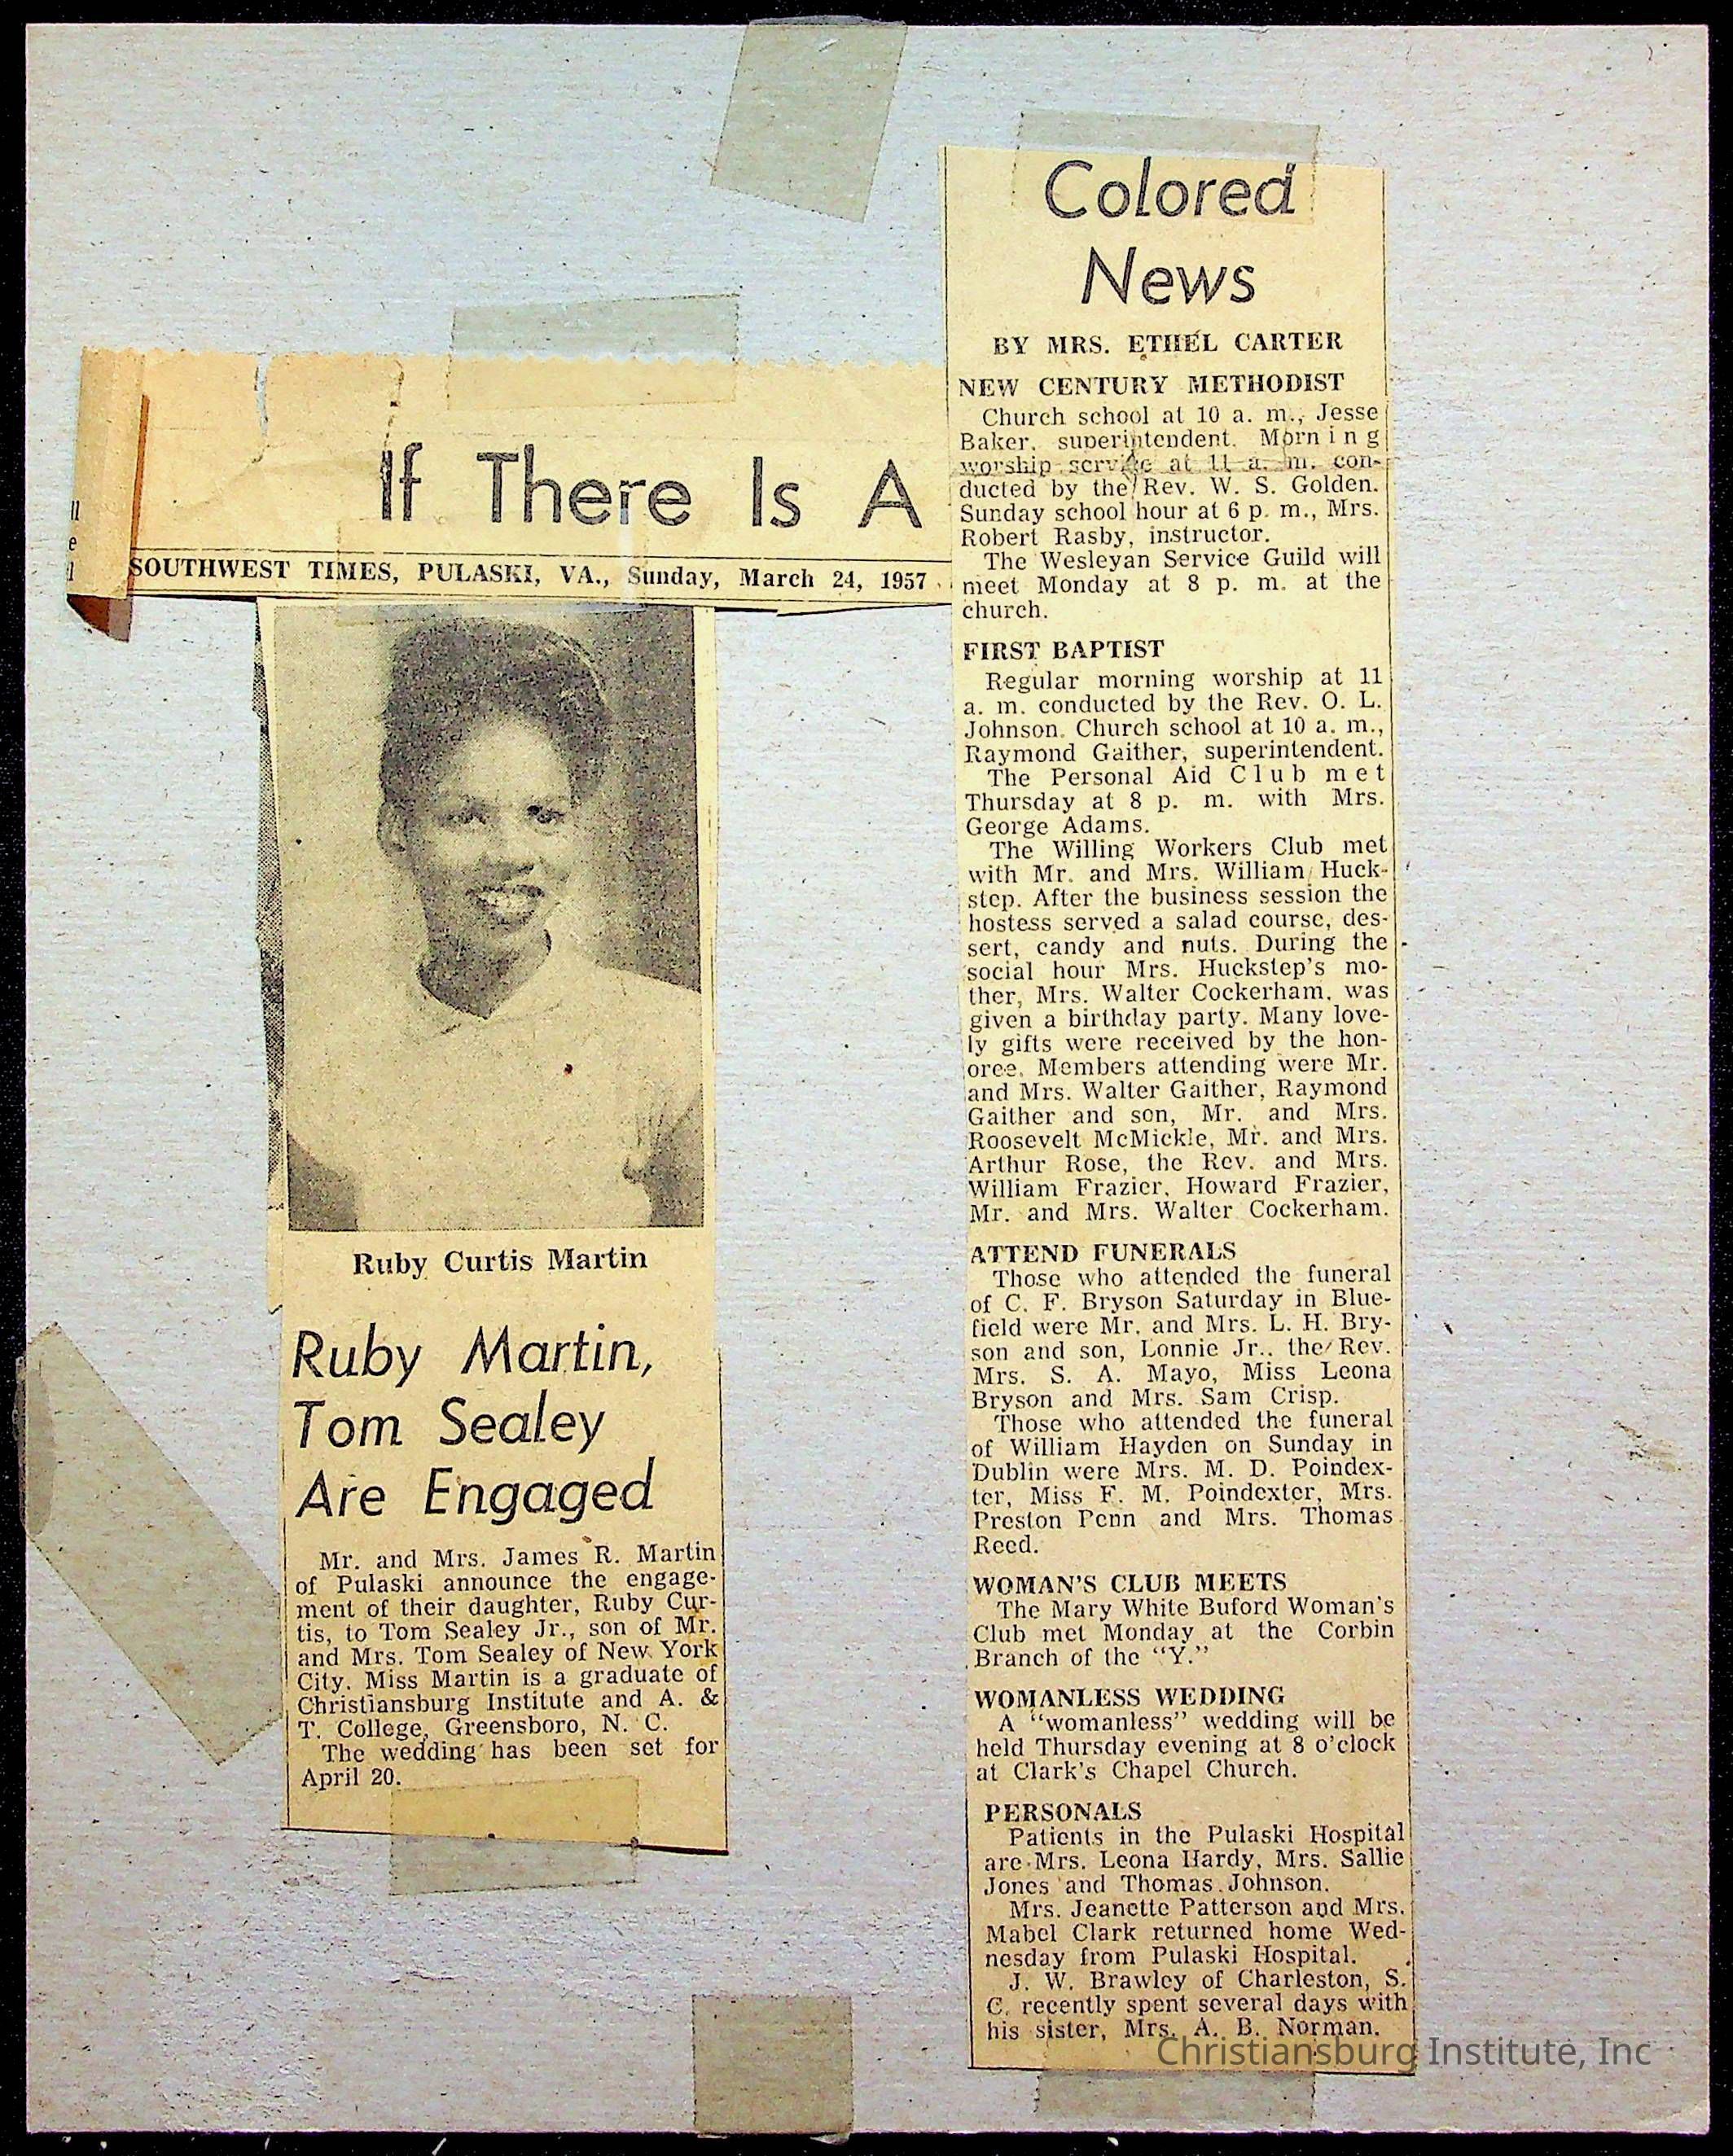 ll
e
l
If There Is A
SOUTHWEST TIMES, PULASKI, VA., Sunday, March 24, 1957
Ruby Curtis Martin
Ruby Martin,
Tom Sealey
Are Engaged
Mr. and Mrs. James R. Martin
of Pulaski announce the engage-
ment of their daughter, Ruby Cur-
tis, to Tom Sealey Jr., son of Mr.
and Mrs. Tom Sealey of New York
City. Miss Martin is a graduate of
Christiansburg Institute and A. &
T. College, Greensboro, N. C.
The wedding has been set for
April 20.
Colored
News
BY MRS. ETHEL CARTER
NEW CENTURY METHODIST
Church school at 10 a. m., Jesse
Baker, superintendent. Morning
worship service at 11 a. m. con-
ducted by the Rev. W. S. Golden.
Sunday school hour at 6 p. m., Mrs.
Robert Rasby, instructor.
The Wesleyan Service Guild will
meet Monday at 8 p. m. at the
church.
FIRST BAPTIST
Regular morning worship at 11
a. m. conducted by the Rev. O. L.
Johnson. Church school at 10 a. m.,
Raymond Gaither, superintendent.
The Personal Aid Club met
Thursday at 8 p. m. with Mrs.
George Adams.
The Willing Workers Club met
with Mr. and Mrs. William Huck-
step. After the business session the
hostess served a salad course, des-
sert, candy and nuts. During the
social hour Mrs. Huckstep's mo-
ther, Mrs. Walter Cockerham, was
given a birthday party. Many love-
ly gifts were received by the hon-
oree. Members attending were Mr.
and Mrs. Walter Gaither, Raymond
Gaither and son, Mr. and Mrs.
Roosevelt McMickle, Mr. and Mrs.
Arthur Rose, the Rev. and Mrs.
William Frazier, Howard Frazier,
Mr. and Mrs. Walter Cockerham.
ATTEND FUNERALS
Those who attended the funeral
of C. F. Bryson Saturday in Blue-
field were Mr. and Mrs. L. H. Bry-
son and son, Lonnie Jr., the Rev.
Mrs. S. A. Mayo, Miss Leona
Bryson and Mrs. Sam Crisp.
Those who attended the funeral
of William Hayden on Sunday in
Dublin were Mrs. M. D. Poindex-
ter, Miss F. M. Poindexter, Mrs.
Preston Penn and Mrs. Thomas
Reed.
WOMAN'S CLUB MEETS
The Mary White Buford Woman's
Club met Monday at the Corbin
Branch of the "Y."
WOMANLESS WEDDING
A "womanless" wedding will be
held Thursday evening at 8 o'clock
at Clark's Chapel Church.
PERSONALS
Patients in the Pulaski Hospital
are Mrs. Leona Hardy, Mrs. Sallie
Jones and Thomas Johnson.
Mrs. Jeanette Patterson and Mrs.
Mabel Clark returned home Wed-
nesday from Pulaski Hospital.
J. W. Brawley of Charleston, S.
C. recently spent several days with
his sister, Mrs. A. B. Norman.
Christiansburg Institute, Inc